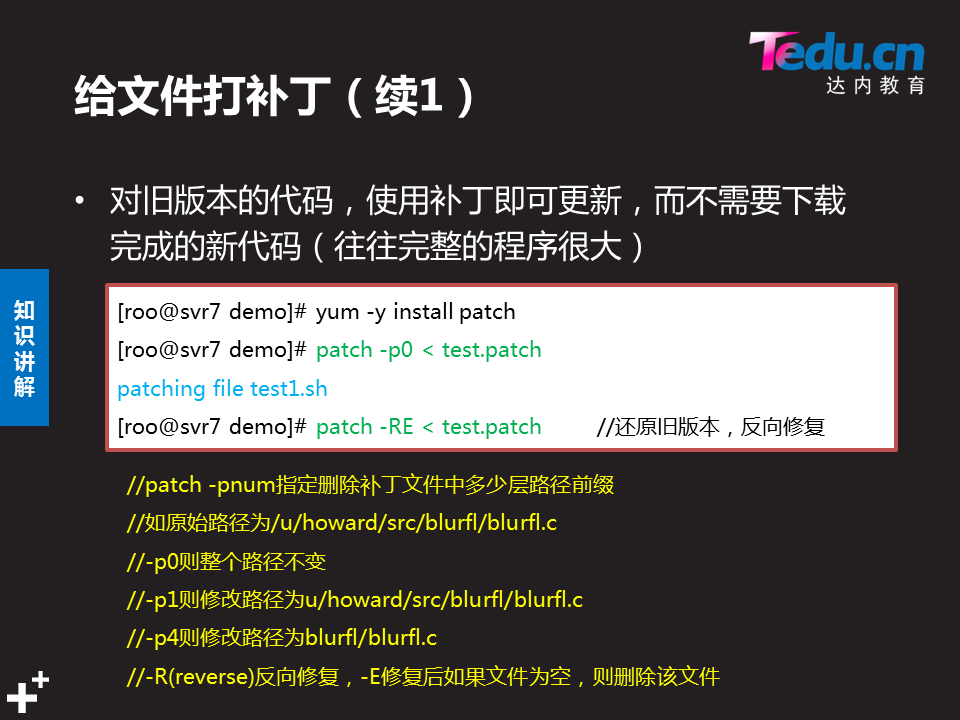 Tedu.cn
达内教育
给文件打补丁（续1）
• 对旧版本的代码，使用补丁即可更新，而不需要下载
完成的新代码（往往完整的程序很大）
知识讲解
[roo@svr7 demo]# yum -y install patch
[roo@svr7 demo]# patch -p0 < test.patch
patching file test1.sh
[roo@svr7 demo]# patch -RE < test.patch //还原旧版本，反向修复
//patch -pnum指定删除补丁文件中多少层路径前缀
//如原始路径为/u/howard/src/blurfl/blurfl.c
//-p0则整个路径不变
//-p1则修改路径为u/howard/src/blurfl/blurfl.c
//-p4则修改路径为blurfl/blurfl.c
//-R(reverse)反向修复，-E修复后如果文件为空，则删除该文件